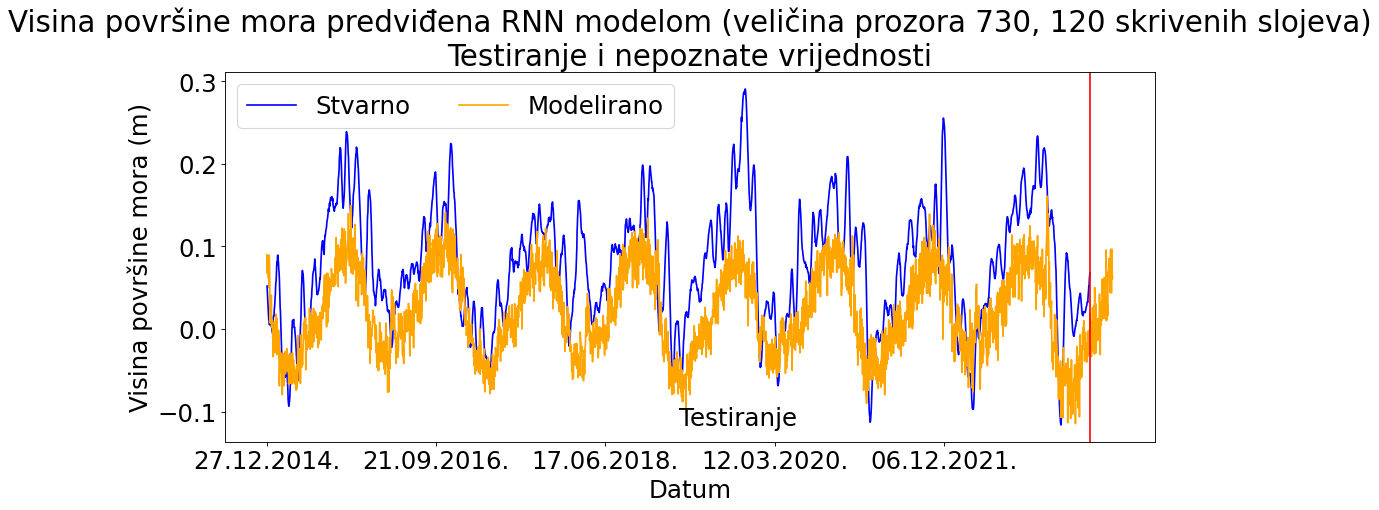 Visina površine mora predviđena RNN modelom (veličina prozora 730, 120 skrivenih slojeva)
Testiranje i nepoznate vrijednosti
Stvarno
Modelirano
Visina površine mora (m)
0.3
0.2
0.1
0.0
−0.1
Testiranje
27.12.2014.
21.09.2016.
17.06.2018.
12.03.2020.
06.12.2021.
Datum